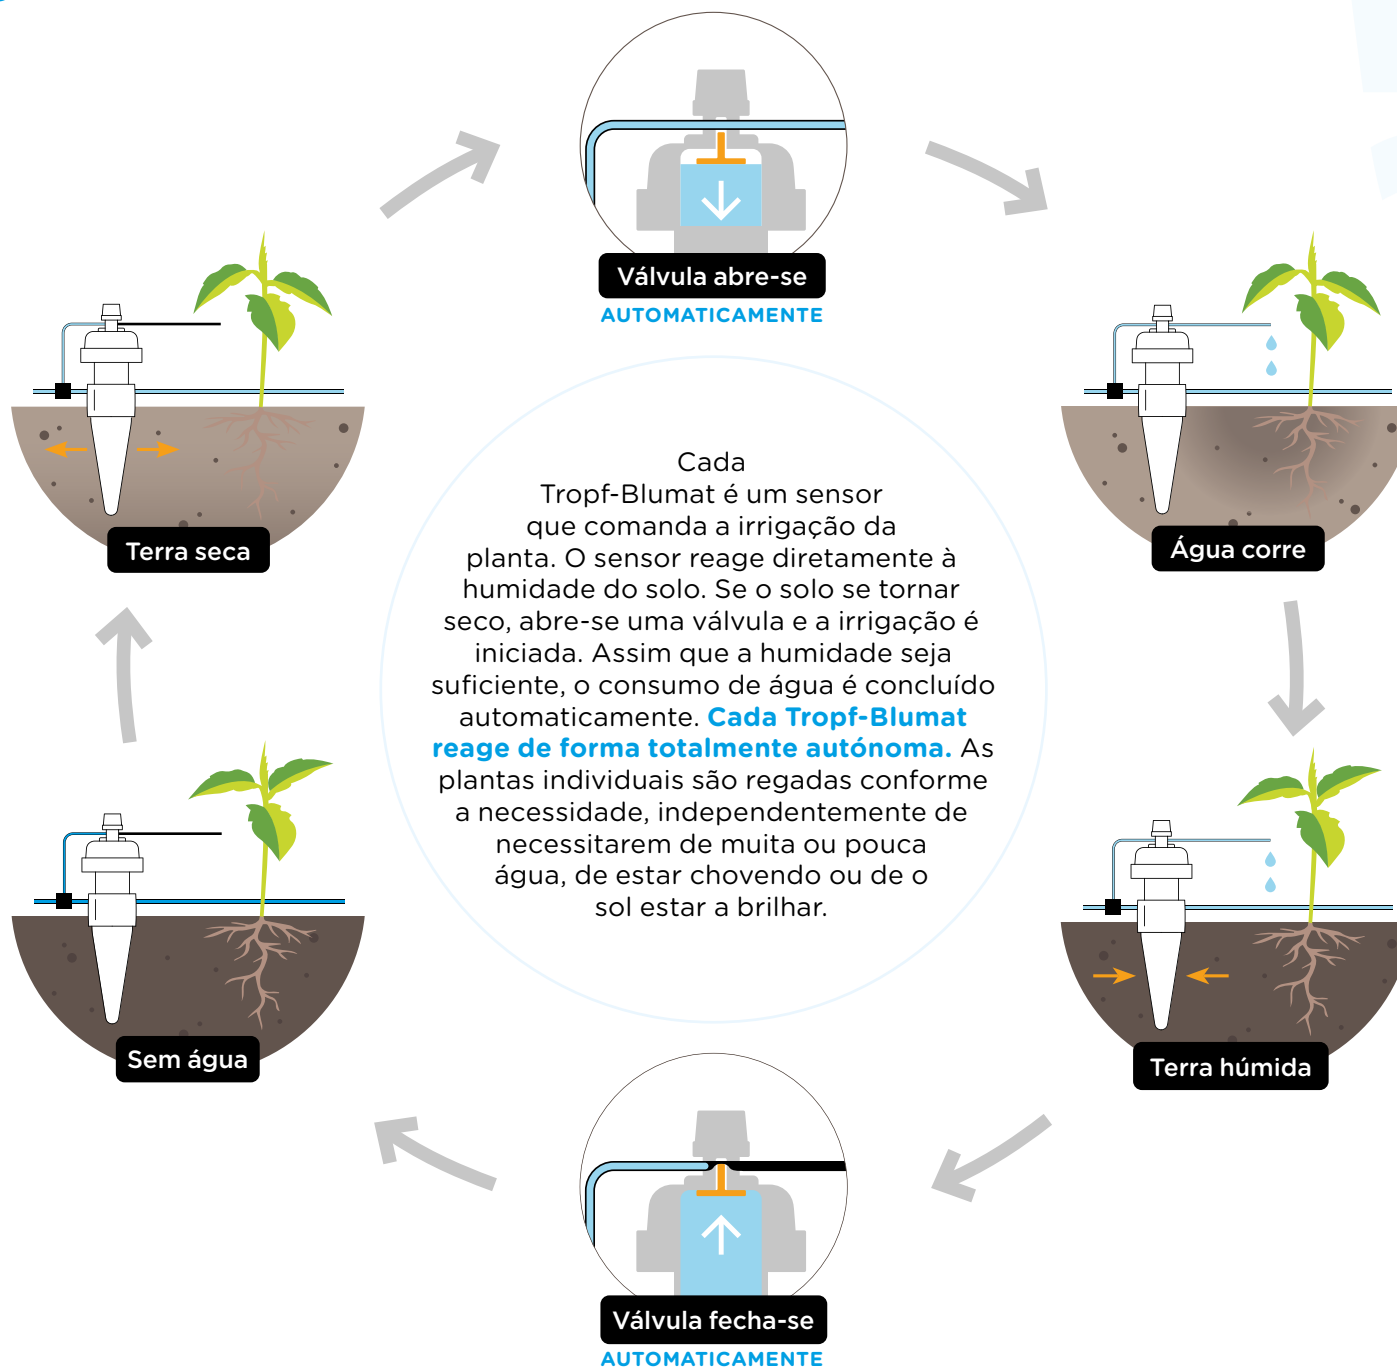 Válvula abre-se
AUTOMATICAMENTE
Terra seca
Água corre
Cada
Tropf-Blumat é um sensor
que comanda a irrigação da
planta. O sensor reage diretamente à
humidade do solo. Se o solo se tornar
seco, abre-se uma válvula e a irrigação é
iniciada. Assim que a humidade seja
suficiente, o consumo de água é concluído
automaticamente. Cada Tropf-Blumat
reage de forma totalmente autónoma. As
plantas individuais são regadas conforme
a necessidade, independentemente de
necessitarem de muita ou pouca
água, de estar chovendo ou de o
sol estar a brilhar.
Sem água
Terra húmida
Válvula fecha-se
AUTOMATICAMENTE